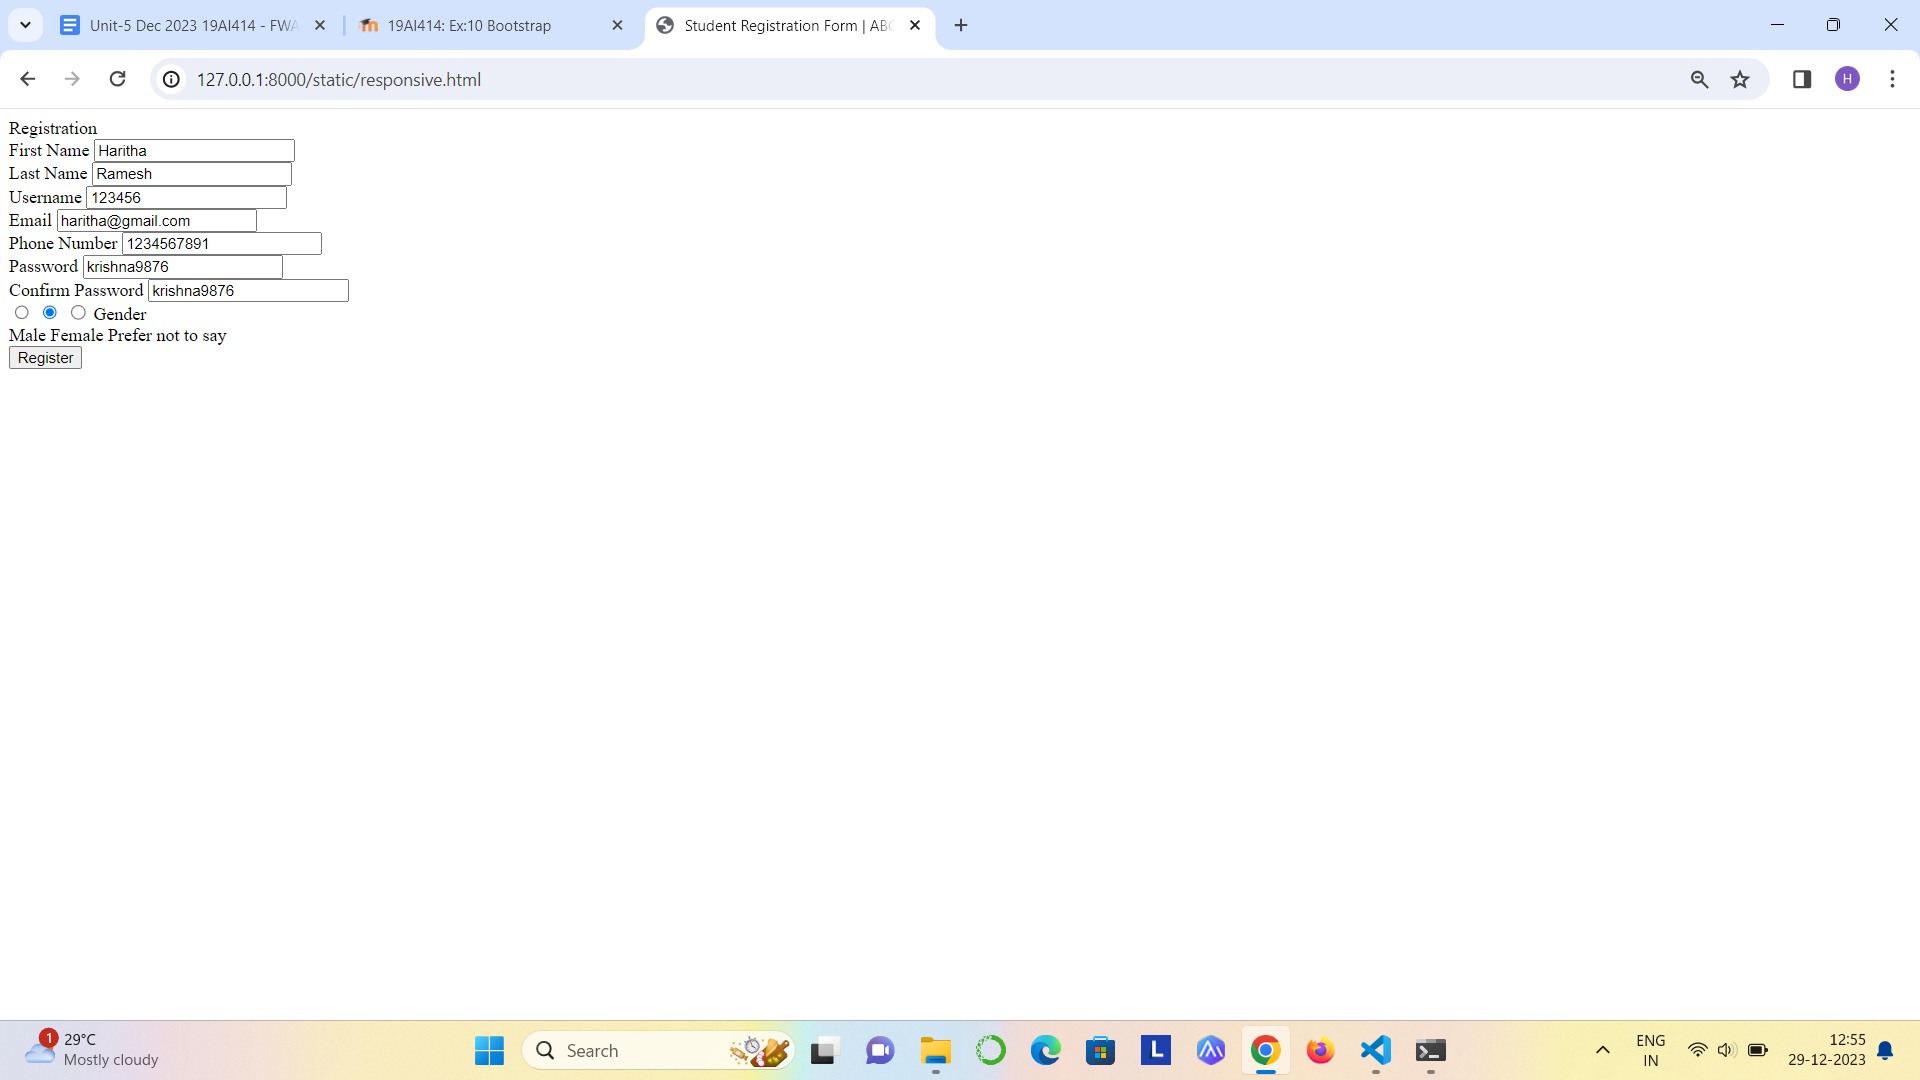 Unit-5 Dec 2023 19AI414 - FWA
19AI414: Ex:10 Bootstrap
Student Registration Form | ABC
127.0.0.1:8000/static/responsive.html
H
Registration
First Name Haritha
Last Name Ramesh
Username 123456
Email haritha@gmail.com
Phone Number 1234567891
Password krishna9876
Confirm Password krishna9876
Gender
Male Female Prefer not to say
Register
1
29°C
Mostly cloudy
Search
L
ENG
IN
12:55
29-12-2023